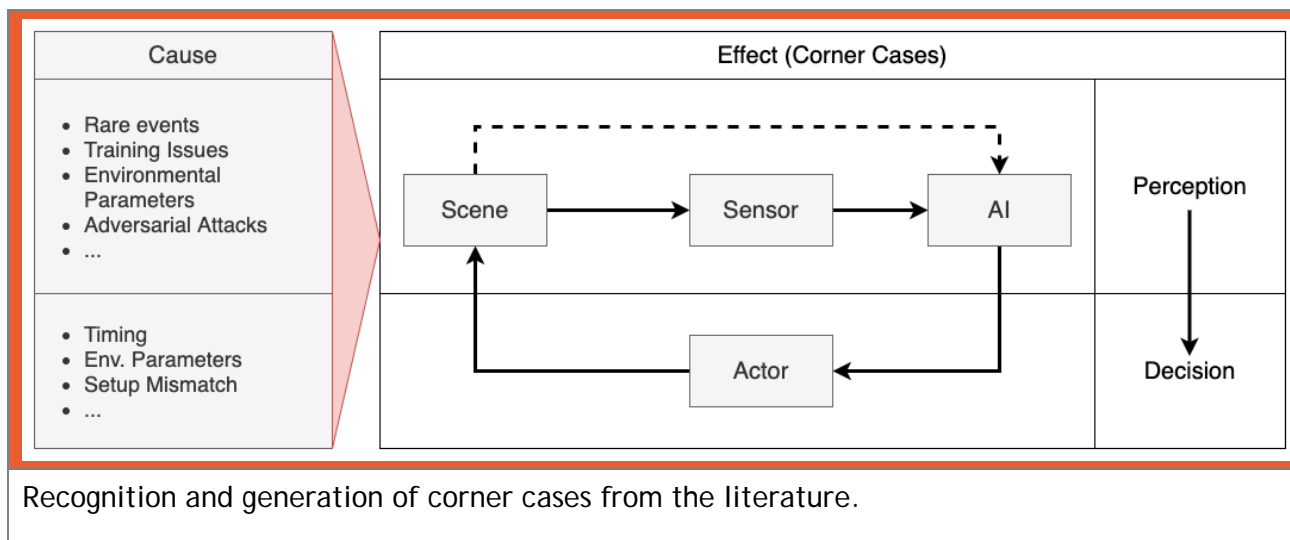 Cause
Effect (Corner Cases)
• Rare events
• Training Issues
• Environmental
Parameters
• Adversarial Attacks
• ...
Scene
Sensor
AI
Perception
• Timing
• Env. Parameters
• Setup Mismatch
• ...
Actor
Decision
Recognition and generation of corner cases from the literature.